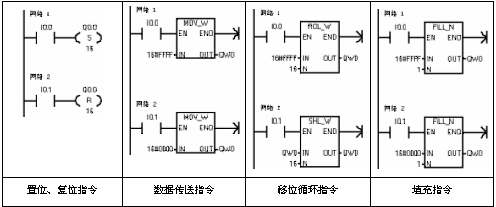 网络 1
I0.0 Q0.0
S
16
网络 2
I0.1 Q0.0
R
16
置位、复位指令
网络 1
I0.0 MOV_W
EN ENO
16#FFFF IN OUT QW0
网络 2
I0.1 MOV_W
EN ENO
16#0000 IN OUT QW0
数据传送指令
网络 1
I0.0 ROL_W
EN ENO
16#FFFF IN OUT QW0
16 N
网络 2
I0.1 SHL_W
EN ENO
QW0 IN OUT QW0
16 N
移位循环指令
网络 1
I0.0 FILL_N
EN ENO
16#FFFF IN OUT QW0
1 N
网络 2
I0.1 FILL_N
EN ENO
16#0000 IN OUT QW0
1 N
填充指令